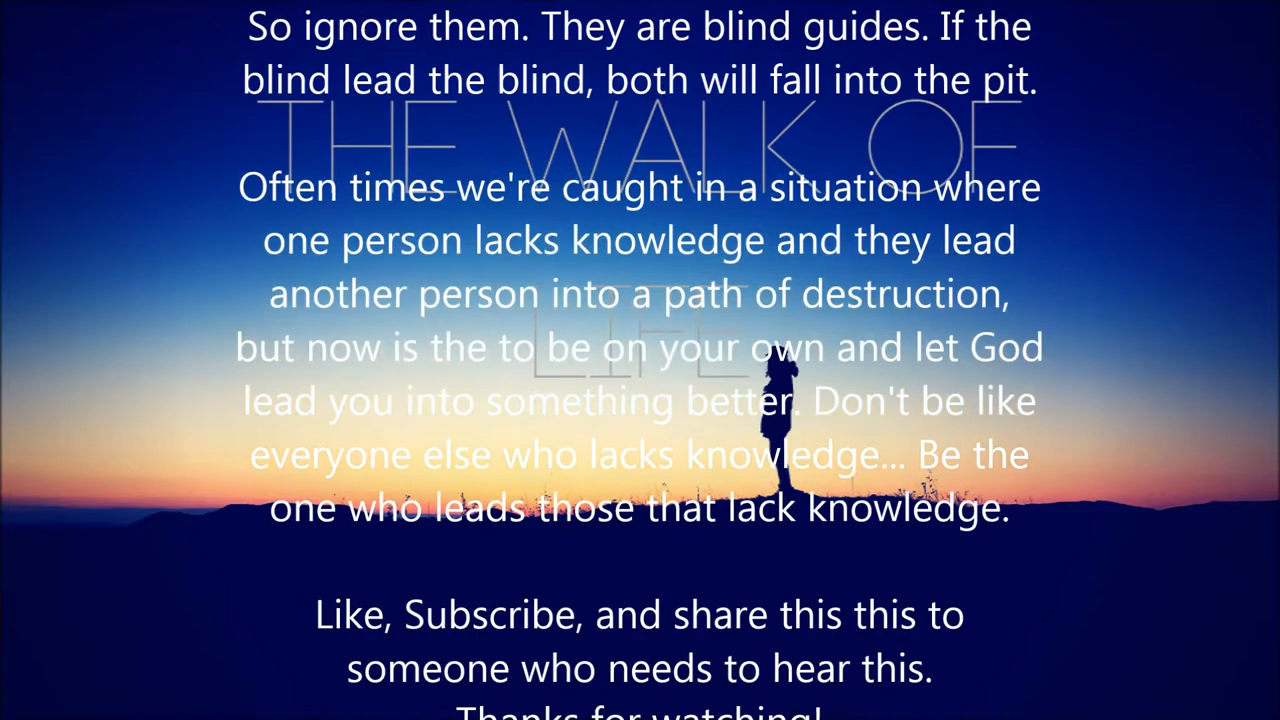 So ignore them. They are blind guides. If the
blind lead the blind, both will fall into the pit.
THE WALK OF
Often times we're caught in a situation where
one person lacks knowledge and they lead
another person into a path of destruction,
LIFE
but now is the to be on your own and let God
lead you into something better. Don't be like
everyone else who lacks knowledge... Be the
one who leads those that lack knowledge.
Like, Subscribe, and share this this to
someone who needs to hear this.
Thanks for watching!